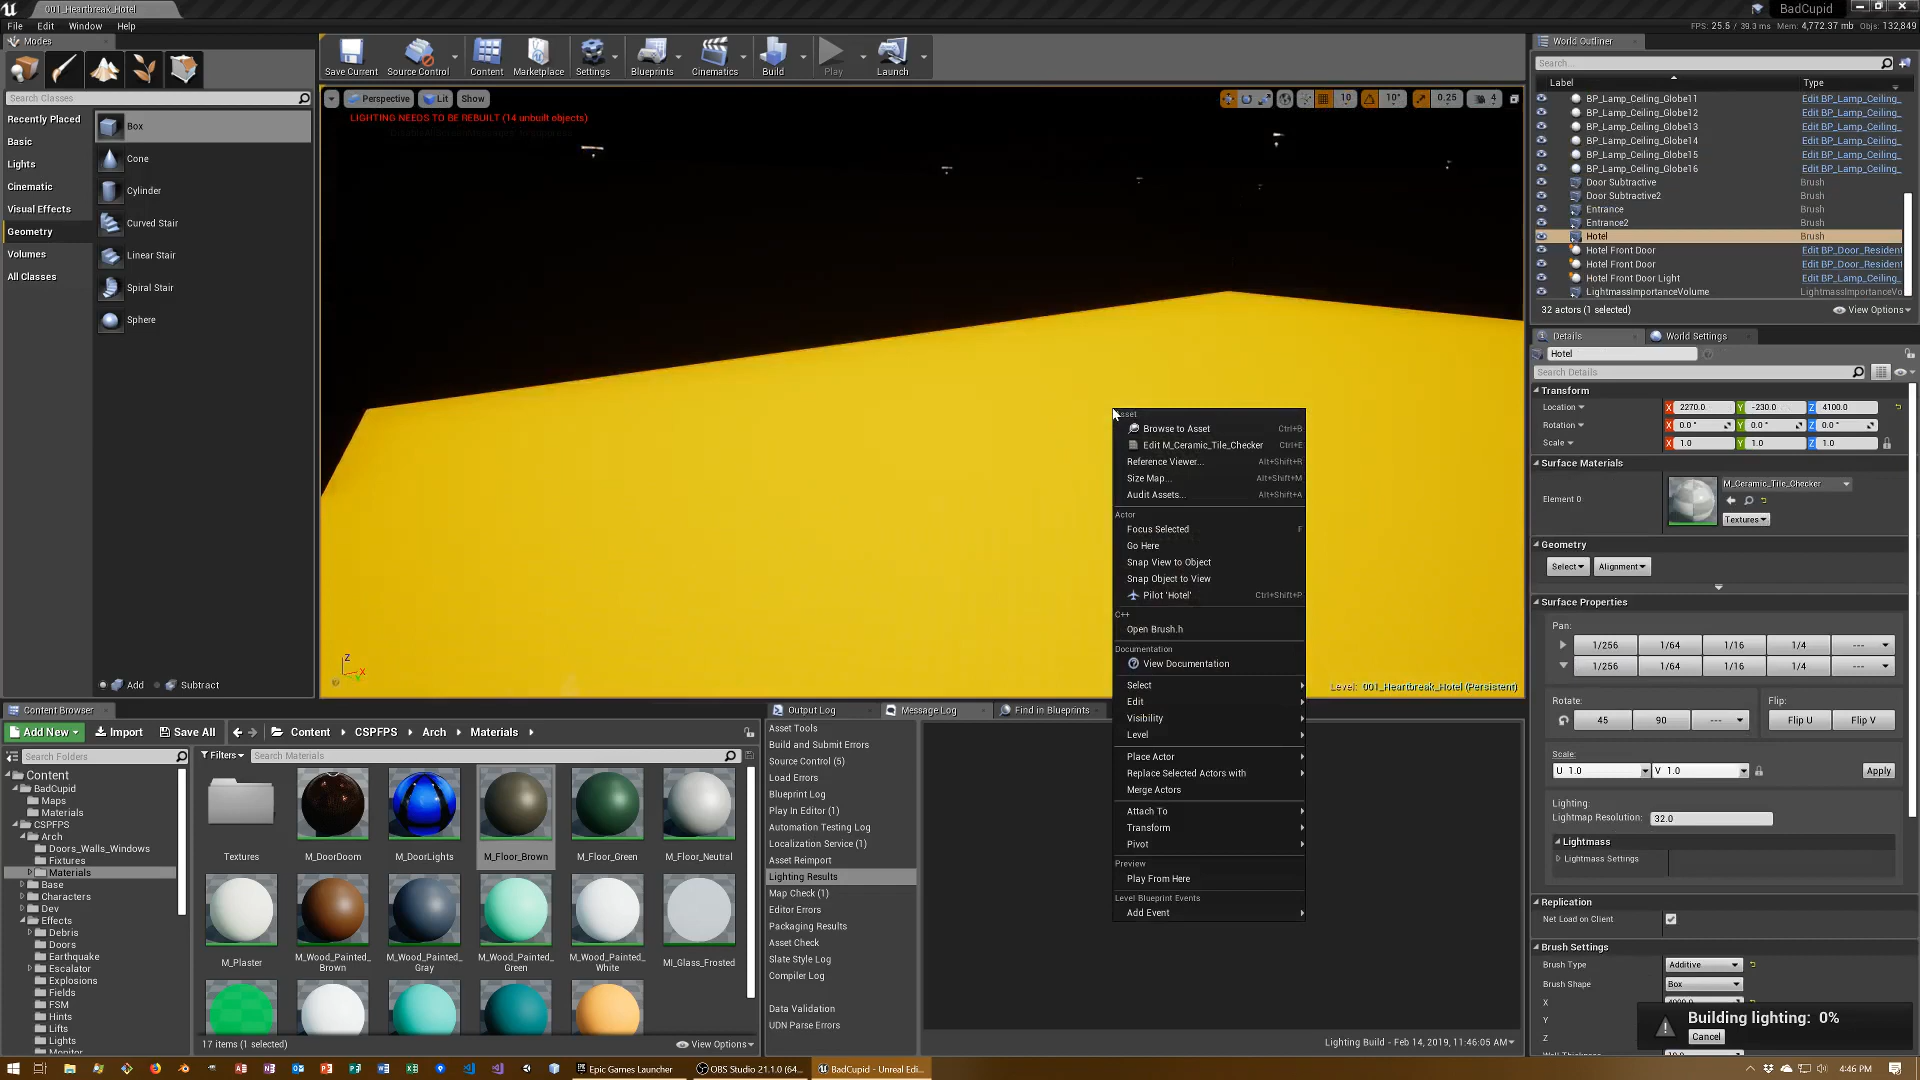 001_Heartbreak_Hotel
BadCupid
File Edit Window Help
FPS: 25.5 / 39.3 ms Mem: 4,772.37 mb Objs: 132,849
Modes
Search Classes
Recently Placed
Basic
Lights
Cinematic
Visual Effects
Geometry
Volumes
All Classes
Box
Cone
Cylinder
Curved Stair
Linear Stair
Spiral Stair
Sphere
Add
Subtract
Save Current
Source Control
Content
Marketplace
Settings
Blueprints
Cinematics
Build
Play
Launch
Perspective Lit Show
10 10° 0.25 4
LIGHTING NEEDS TO BE REBUILT (14 unbuilt objects)
Z
X
Level: 001_Heartbreak_Hotel (Persistent)
Browse to Asset Ctrl+B
Edit M_Ceramic_Tile_Checker Ctrl+E
Reference Viewer... Alt+Shift+R
Size Map... Alt+Shift+M
Audit Assets... Alt+Shift+A
Actor
Focus Selected F
Go Here
Snap View to Object
Snap Object to View
Pilot 'Hotel' Ctrl+Shift+P
C++
Open Brush.h
Documentation
View Documentation
Select
Edit
Visibility
Level
Place Actor
Replace Selected Actors with
Merge Actors
Attach To
Transform
Pivot
Preview
Play From Here
Level Blueprint Events
Add Event
World Outliner
Search...
Label Type
BP_Lamp_Ceiling_Globe11 Edit BP_Lamp_Ceiling_
BP_Lamp_Ceiling_Globe12 Edit BP_Lamp_Ceiling_
BP_Lamp_Ceiling_Globe13 Edit BP_Lamp_Ceiling_
BP_Lamp_Ceiling_Globe14 Edit BP_Lamp_Ceiling_
BP_Lamp_Ceiling_Globe15 Edit BP_Lamp_Ceiling_
BP_Lamp_Ceiling_Globe16 Edit BP_Lamp_Ceiling_
Door Subtractive Brush
Door Subtractive2 Brush
Entrance Brush
Entrance2 Brush
Hotel Brush
Hotel Front Door Edit BP_Door_Resident
Hotel Front Door Edit BP_Door_Resident
Hotel Front Door Light Edit BP_Lamp_Ceiling_
LightmassImportanceVolume LightmassImportanceVo
32 actors (1 selected)
View Options
Details
World Settings
Hotel
Search Details
Transform
Location X 2270.0 Y -230.0 Z 4100.0
Rotation X 0.0° Y 0.0° Z 0.0°
Scale X 1.0 Y 1.0 Z 1.0
Surface Materials
Element 0
M_Ceramic_Tile_Checker
Textures
Geometry
Select Alignment
Surface Properties
Pan:
1/256 1/64 1/16 1/4 ---
1/256 1/64 1/16 1/4 ---
Rotate: Flip:
45 90 --- Flip U Flip V
Scale:
U 1.0 V 1.0 Apply
Lighting:
Lightmap Resolution: 32.0
Lightmass
Lightmass Settings
Replication
Net Load on Client
Brush Settings
Brush Type Additive
Brush Shape Box
X
Y
Z
Building lighting: 0%
Cancel
Content Browser
Add New Import Save All Content CSPFPS Arch Materials
Search Folders
Filters Search Materials
Content
BadCupid
Maps
Materials
CSPFPS
Arch
Doors_Walls_Windows
Fixtures
Materials
Base
Characters
Dev
Effects
Debris
Doors
Earthquake
Escalator
Explosions
Fields
FSM
Hints
Lifts
Lights
Textures
M_DoorDoom
M_DoorLights
M_Floor_Brown
M_Floor_Green
M_Floor_Neutral
M_Plaster
M_Wood_Painted_Brown
M_Wood_Painted_Gray
M_Wood_Painted_Green
M_Wood_Painted_White
MI_Glass_Frosted
17 items (1 selected)
View Options
Output Log
Message Log
Find in Blueprints
Asset Tools
Build and Submit Errors
Source Control (5)
Load Errors
Blueprint Log
Play In Editor (1)
Automation Testing Log
Localization Service (1)
Asset Reimport
Lighting Results
Map Check (1)
Editor Errors
Packaging Results
Asset Check
Slate Style Log
Compiler Log
Data Validation
UDN Parse Errors
Lighting Build - Feb 14, 2019, 11:46:05 AM
Epic Games Launcher
OBS Studio 21.1.0 (64...
BadCupid - Unreal Edi...
4:46 PM